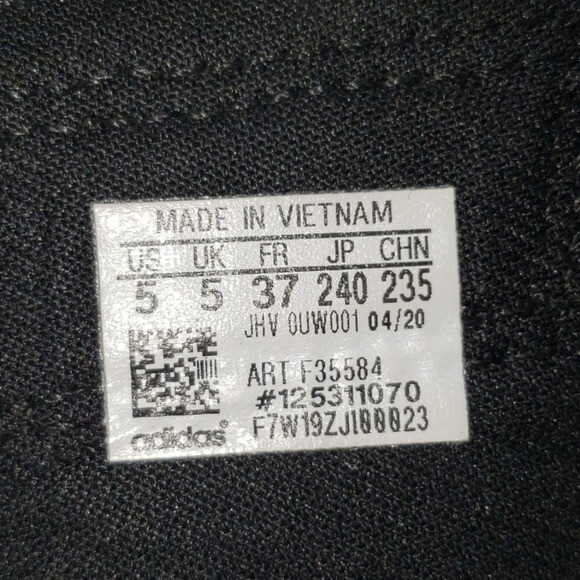 MADE IN VIETNAM
US UK FR JP CHN
5 5 37 240 235
JHV 0UW001 04/20
ART F35584
#125311070
adidas® F7W19ZJI00023